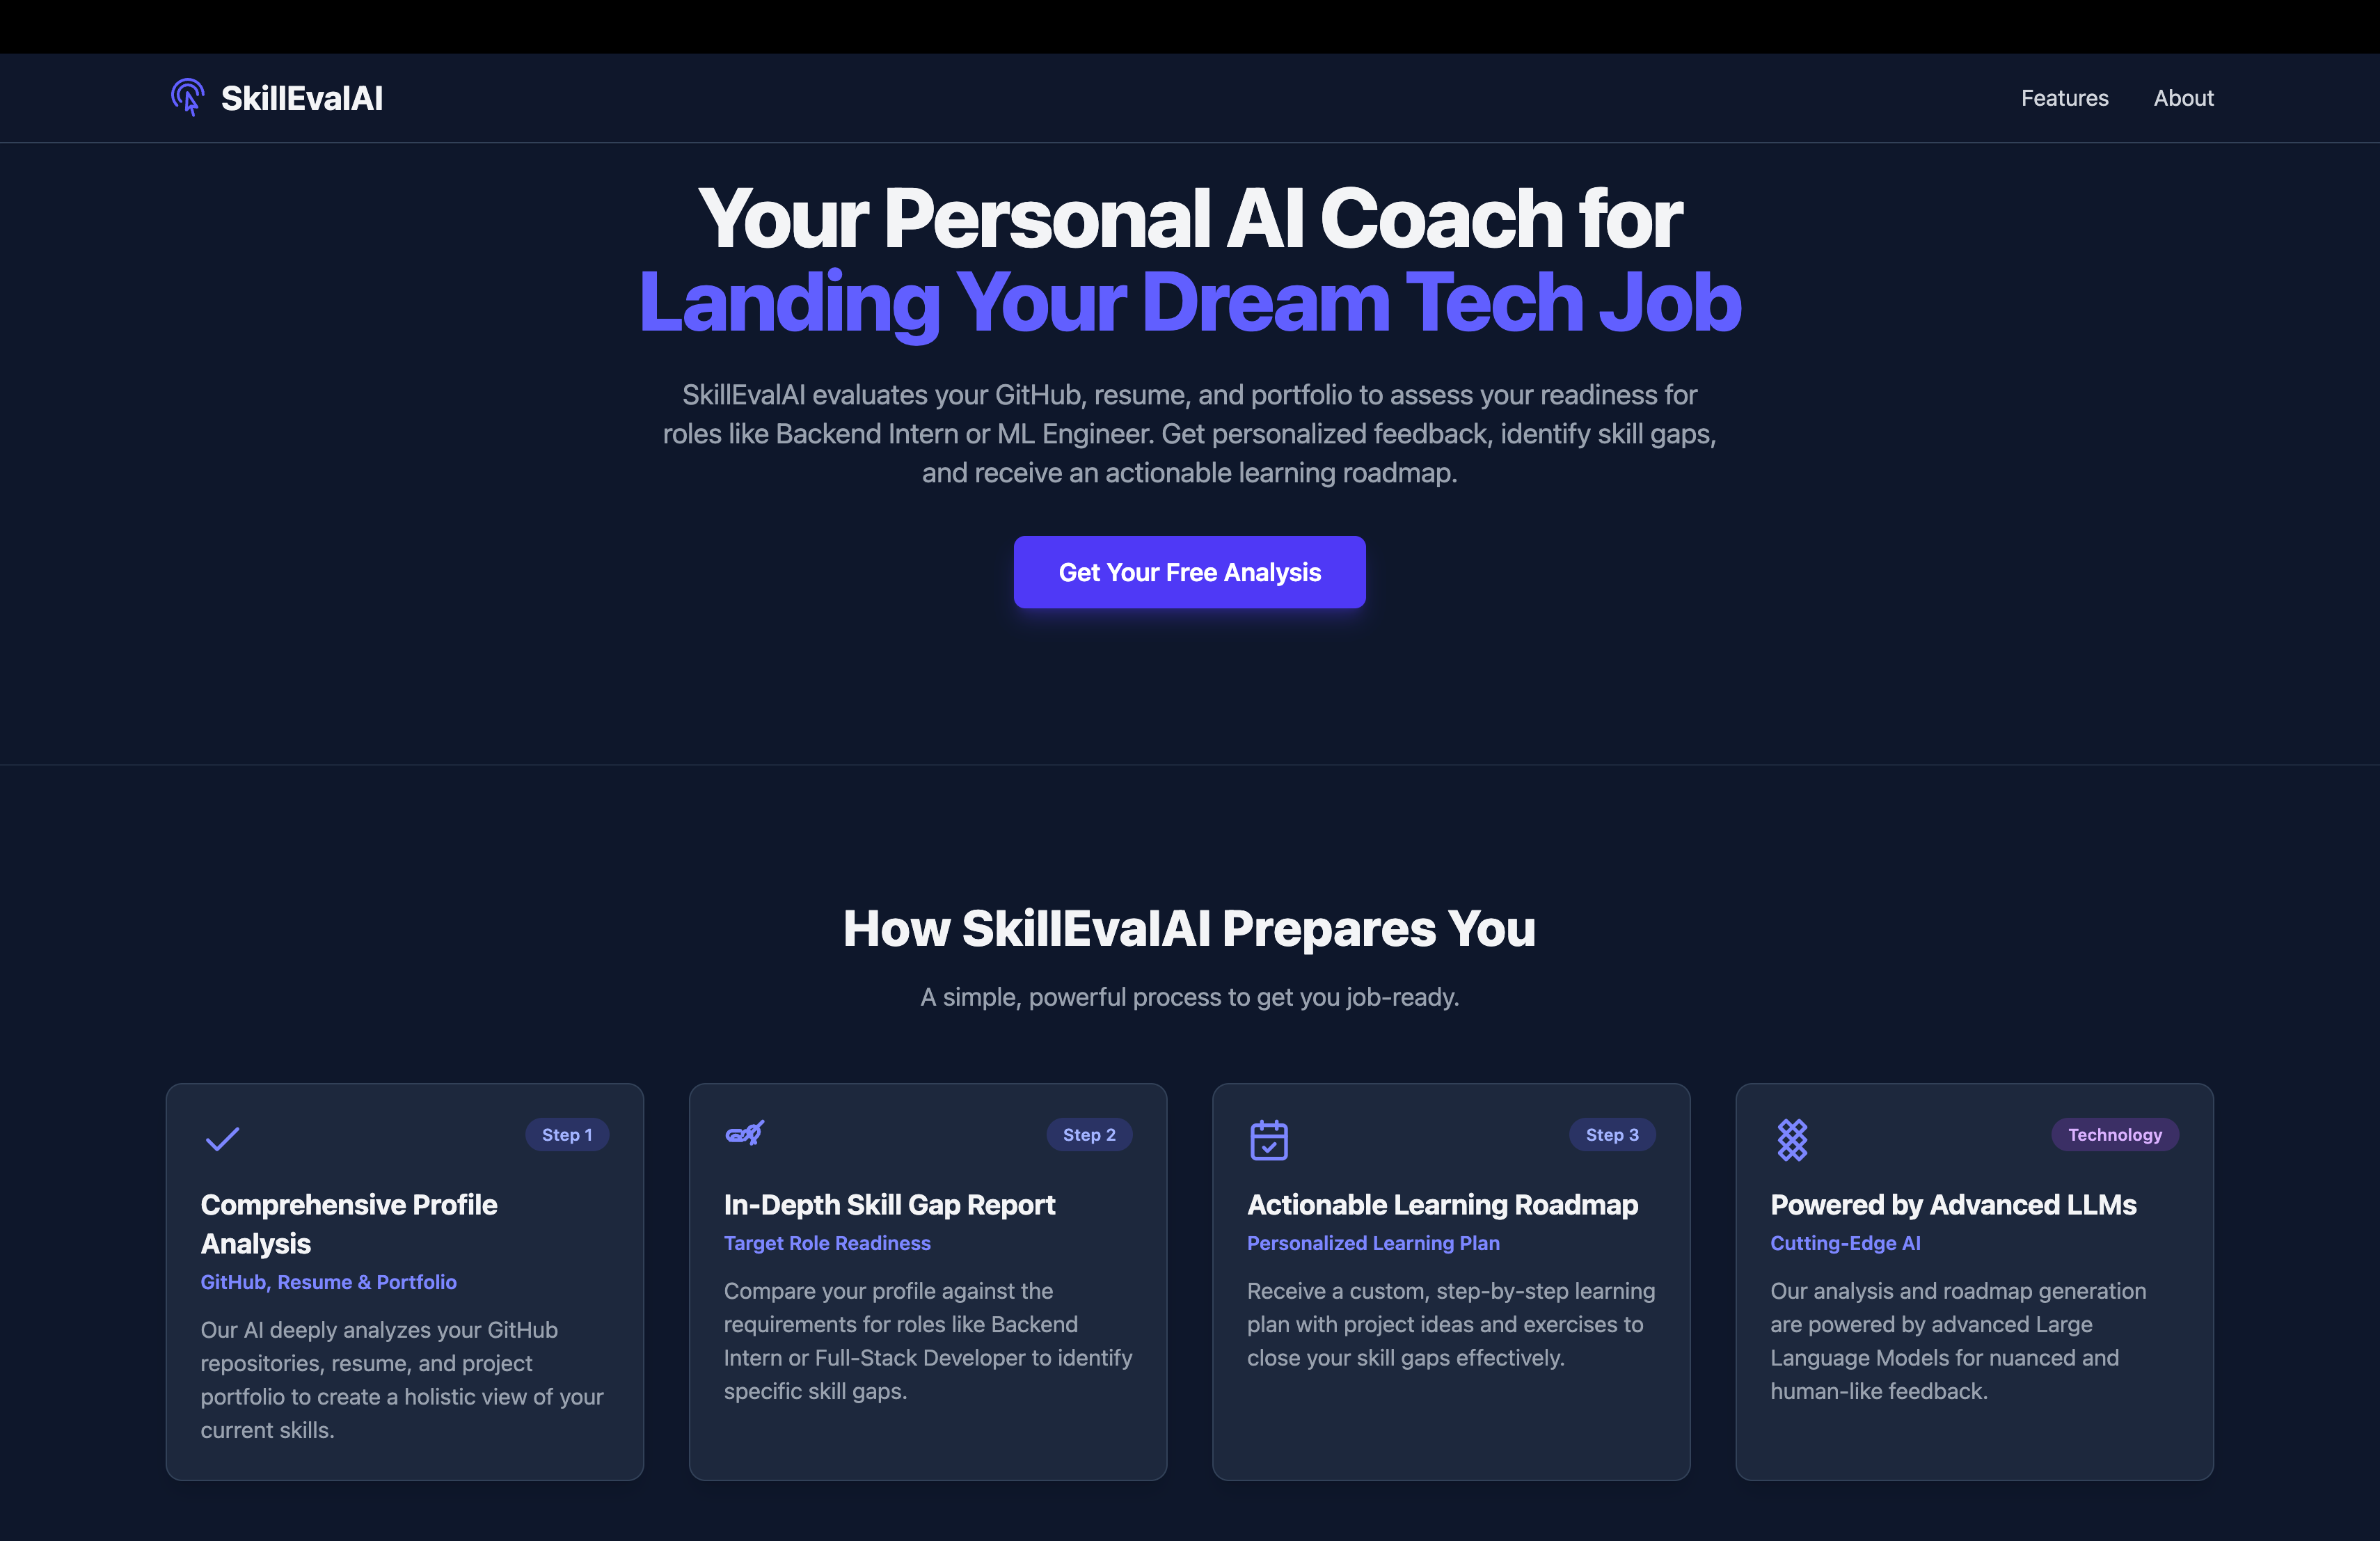 SkillEvalAI
Features
About
Your Personal AI Coach for
Landing Your Dream Tech Job
SkillEvalAI evaluates your GitHub, resume, and portfolio to assess your readiness for
roles like Backend Intern or ML Engineer. Get personalized feedback, identify skill gaps,
and receive an actionable learning roadmap.
Get Your Free Analysis
How SkillEvalAI Prepares You
A simple, powerful process to get you job-ready.
Step 1
Comprehensive Profile
Analysis
GitHub, Resume & Portfolio
Our AI deeply analyzes your GitHub
repositories, resume, and project
portfolio to create a holistic view of your
current skills.
Step 2
In-Depth Skill Gap Report
Target Role Readiness
Compare your profile against the
requirements for roles like Backend
Intern or Full-Stack Developer to identify
specific skill gaps.
Step 3
Actionable Learning Roadmap
Personalized Learning Plan
Receive a custom, step-by-step learning
plan with project ideas and exercises to
close your skill gaps effectively.
Technology
Powered by Advanced LLMs
Cutting-Edge AI
Our analysis and roadmap generation
are powered by advanced Large
Language Models for nuanced and
human-like feedback.